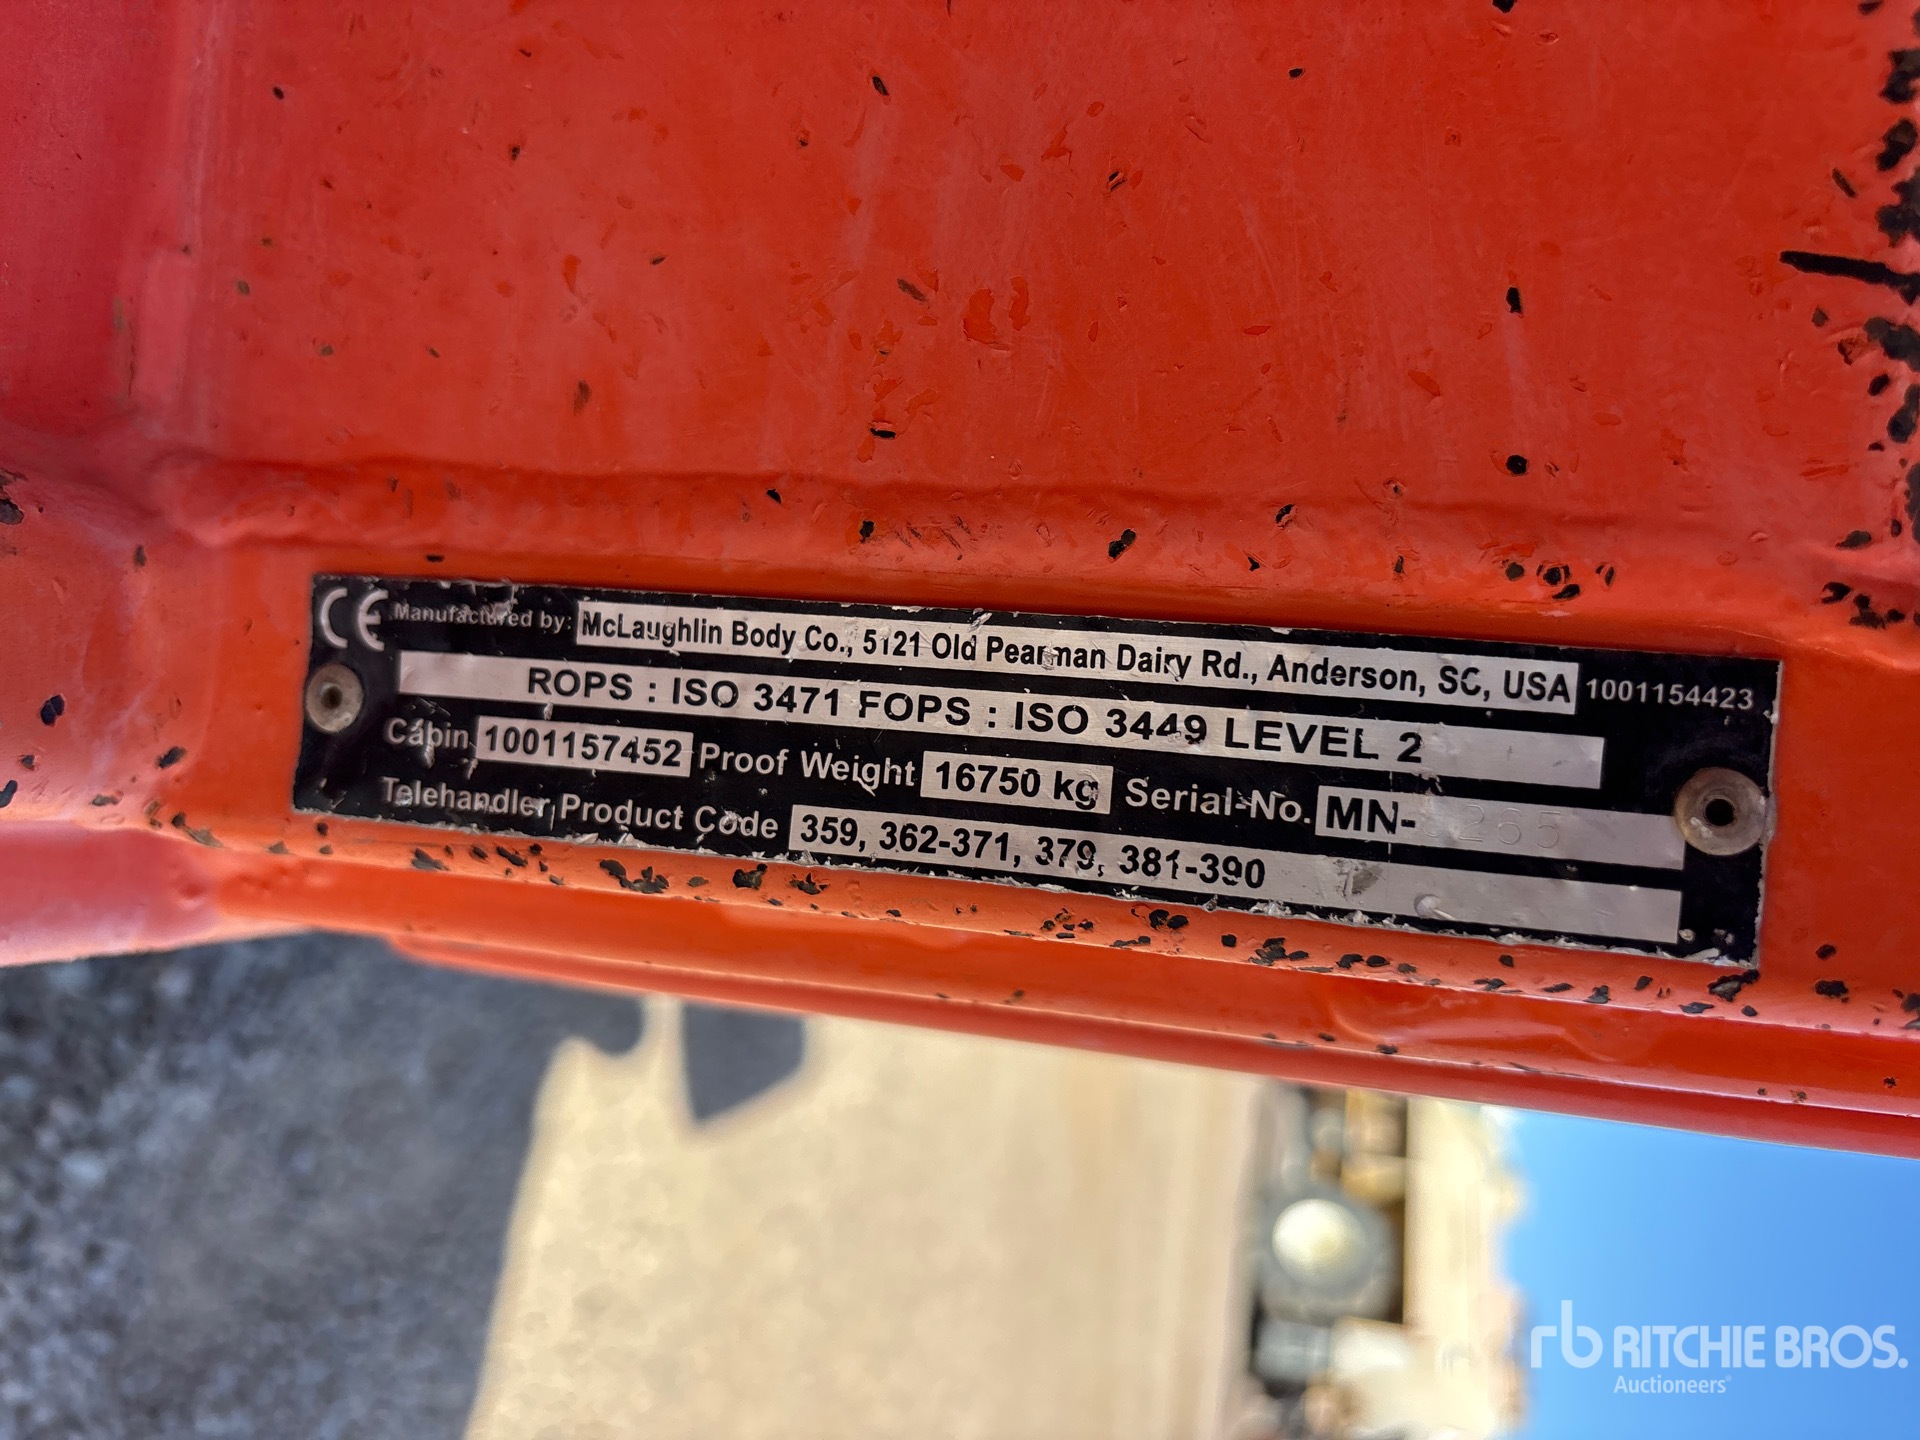 CE Manufactured by: McLaughlin Body Co., 5121 Old Pearman Dairy Rd., Anderson, SC, USA 1001154423
ROPS : ISO 3471 FOPS : ISO 3449 LEVEL 2
Cabin 1001157452 Proof Weight 16750 kg Serial-No. MN-
Telehandler Product Code 359, 362-371, 379, 381-390
rb RITCHIE BROS.
Auctioneers